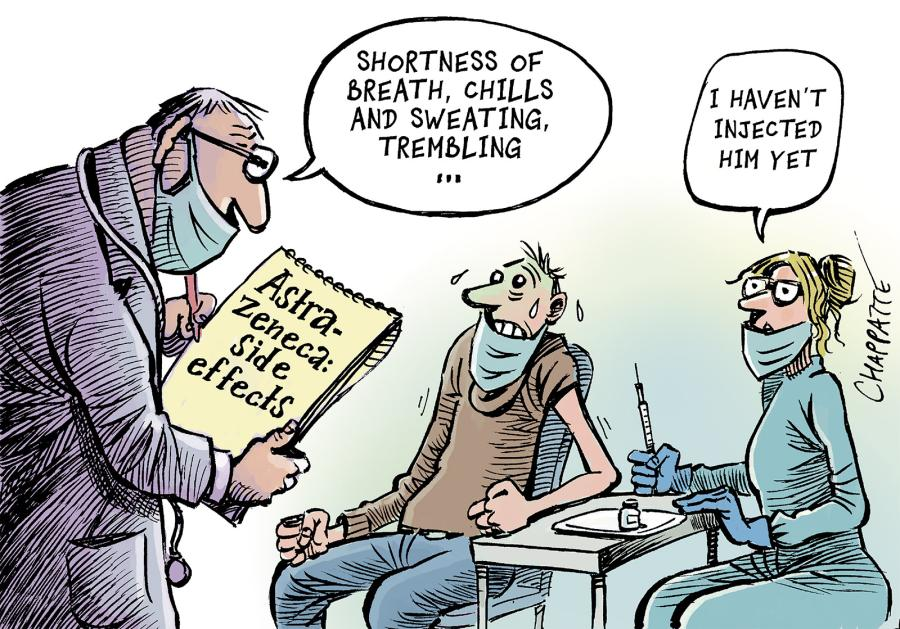 SHORTNESS OF
BREATH, CHILLS
AND SWEATING,
TREMBLING
...
I HAVEN'T
INJECTED
HIM YET
Astra-
Zeneca:
side
effects
CHAPPATTE